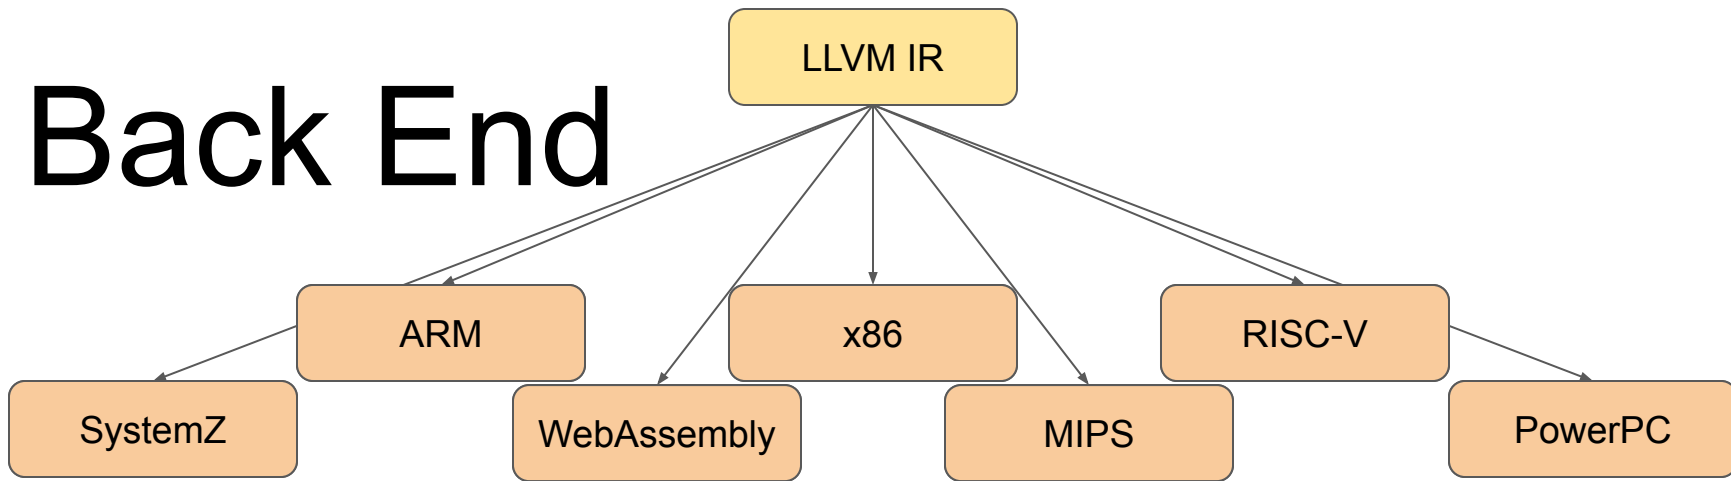 LLVM IR
Back End
ARM
x86
RISC-V
SystemZ
WebAssembly
MIPS
PowerPC